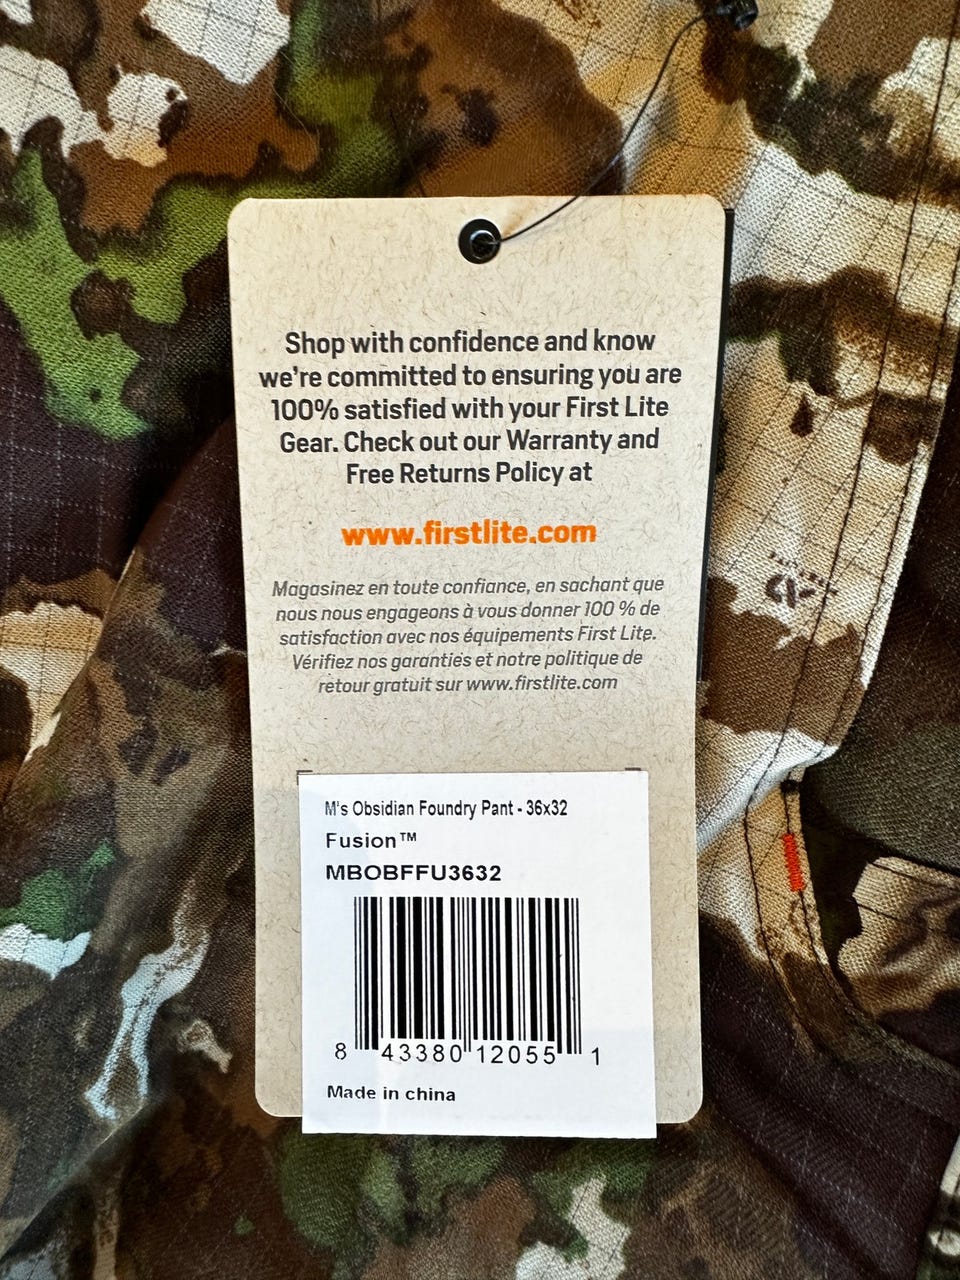 Shop with confidence and know
we're committed to ensuring you are
100% satisfied with your First Lite
Gear. Check out our Warranty and
Free Returns Policy at
www.firstlite.com
Magasinez en toute confiance, en sachant que
nous nous engageons à vous donner 100 % de
satisfaction avec nos équipements First Lite.
Vérifiez nos garanties et notre politique de
retour gratuit sur www.firstlite.com
M's Obsidian Foundry Pant - 36x32
Fusion™
MBOBFFU3632
8 43380 12055 1
Made in china